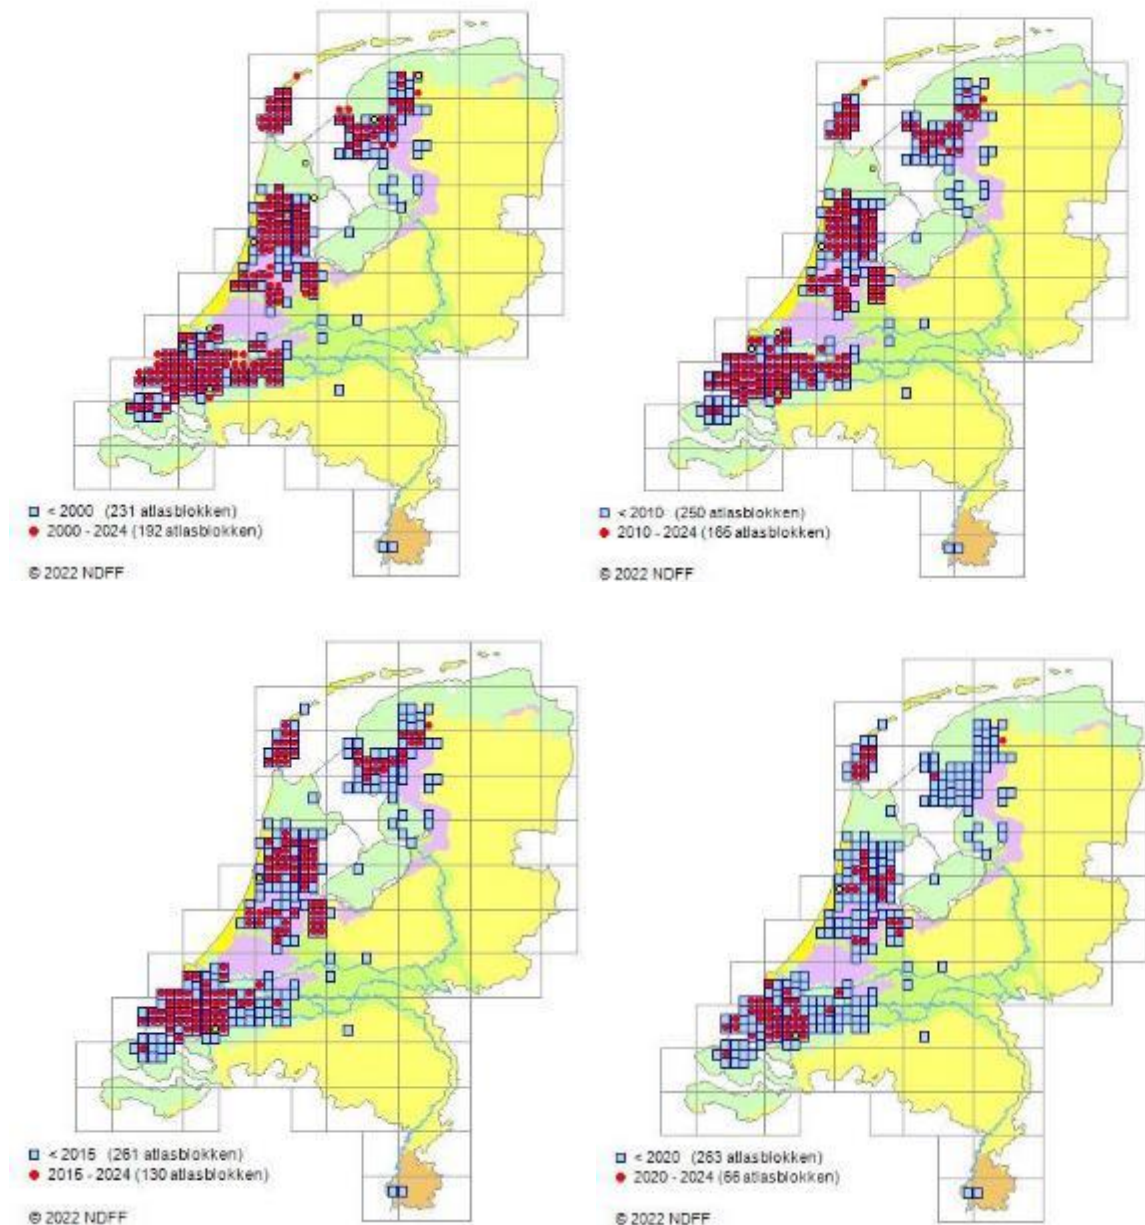 < 2000 (231 atlasblokken)
2000 - 2024 (192 atlasblokken)
© 2022 NDFF
< 2010 (250 atlasblokken)
2010 - 2024 (166 atlasblokken)
© 2022 NDFF
< 2015 (261 atlasblokken)
2015 - 2024 (130 atlasblokken)
© 2022 NDFF
< 2020 (263 atlasblokken)
2020 - 2024 (66 atlasblokken)
© 2022 NDFF